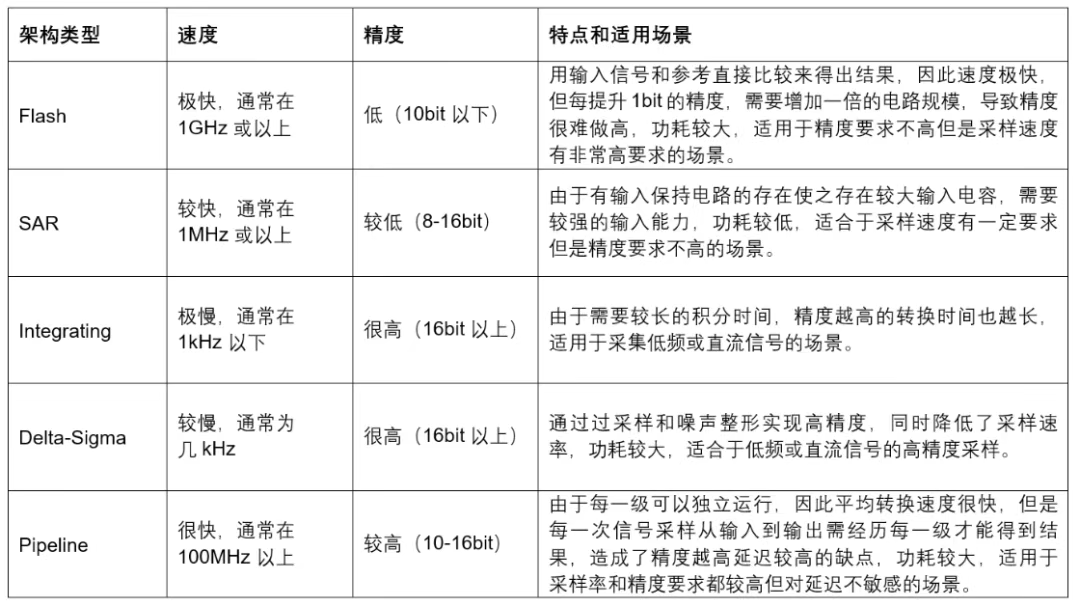 架构类型
速度
精度
特点和适用场景
Flash
极快，通常在
1GHz 或以上
低（10bit 以下）
用输入信号和参考直接比较来得出结果，因此速度极快，
但每提升 1bit 的精度，需要增加一倍的电路规模，导致精度
很难做高，功耗较大，适用于精度要求不高但是采样速度
有非常高要求的场景。
SAR
较快，通常在
1MHz 或以上
较低（8-16bit）
由于有输入保持电路的存在使之存在较大输入电容，需要
较强的输入能力，功耗较低，适合于采样速度有一定要求
但是精度要求不高的场景。
Integrating
极慢，通常在
1kHz 以下
很高（16bit 以上）
由于需要较长的积分时间，精度越高的转换时间也越长，
适用于采集低频或直流信号的场景。
Delta-Sigma
较慢，通常为
几 kHz
很高（16bit 以上）
通过过采样和噪声整形实现高精度，同时降低了采样速
率，功耗较大，适合于低频或直流信号的高精度采样。
Pipeline
很快，通常在
100MHz 以上
较高（10-16bit）
由于每一级可以独立运行，因此平均转换速度很快，但是
每一次信号采样从输入到输出需经历每一级才能得到结
果，造成了精度越高延迟较高的缺点，功耗较大，适用于
采样率和精度要求都较高但对延迟不敏感的场景。